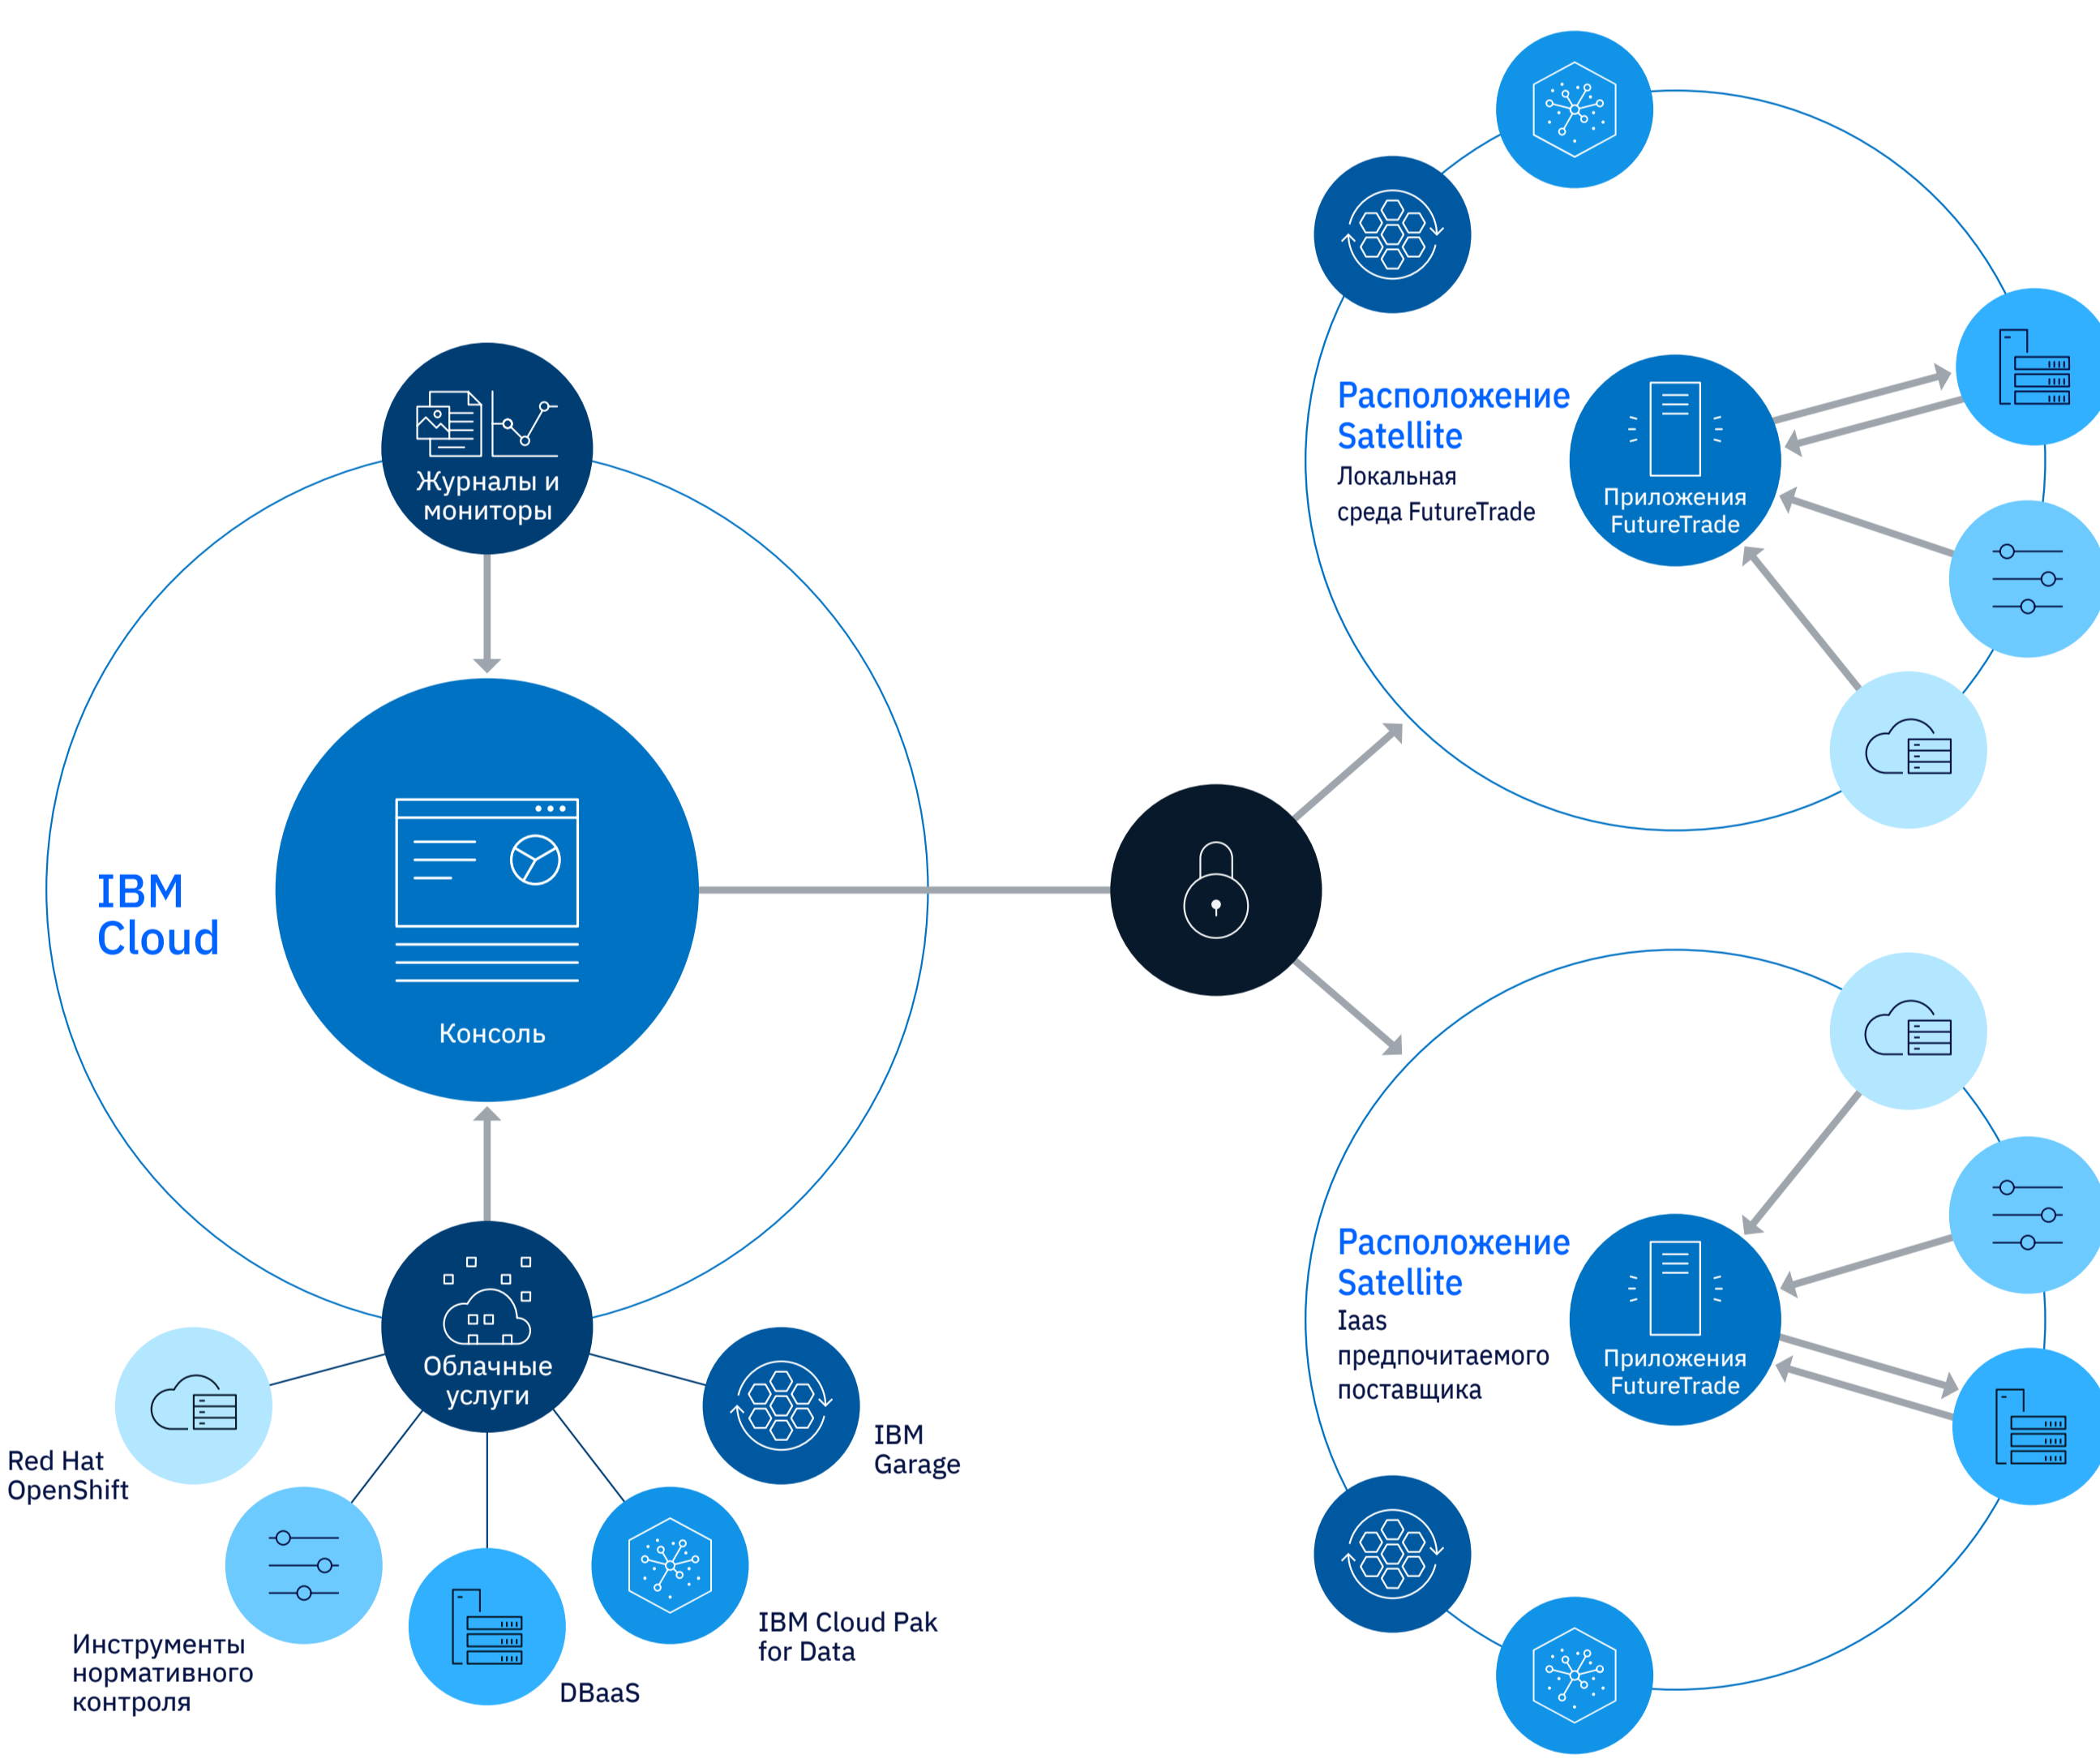 Журналы и
мониторы
IBM
Cloud
Консоль
Облачные
услуги
Red Hat
OpenShift
Инструменты
нормативного
контроля
DBaaS
IBM Cloud Pak
for Data
IBM
Garage
Расположение
Satellite
Локальная
среда FutureTrade
Приложения
FutureTrade
Расположение
Satellite
Iaas
предпочитаемого
поставщика
Приложения
FutureTrade